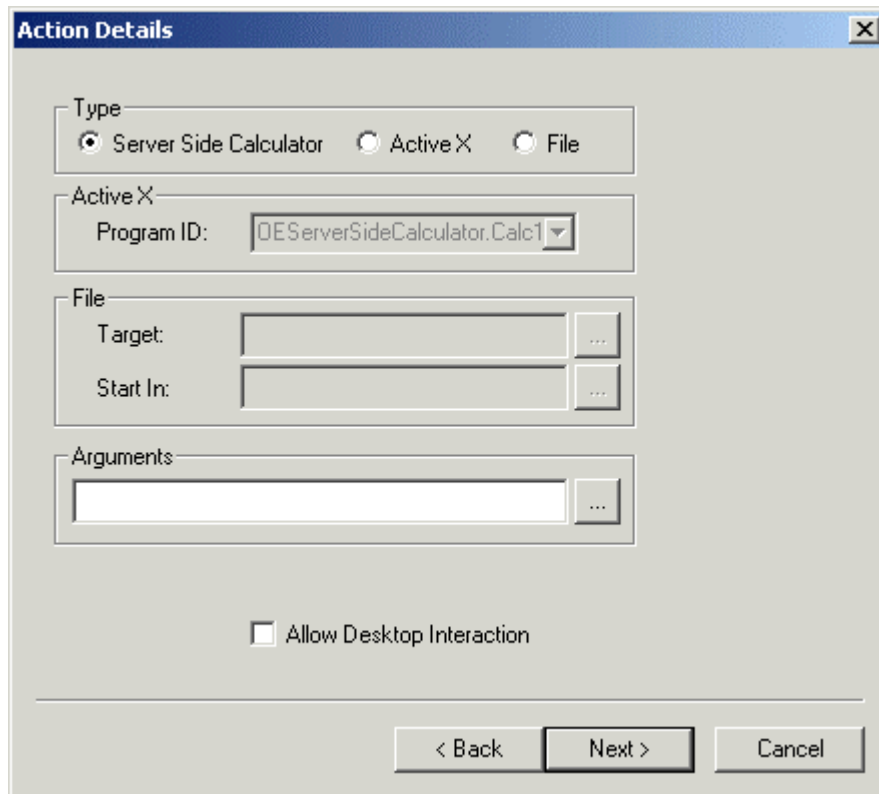 Action Details
Type
Server Side Calculator Active X File
Active X
Program ID: OEServerSideCalculator.Calc1
File
Target: ...
Start In: ...
Arguments
...
Allow Desktop Interaction
< Back Next > Cancel